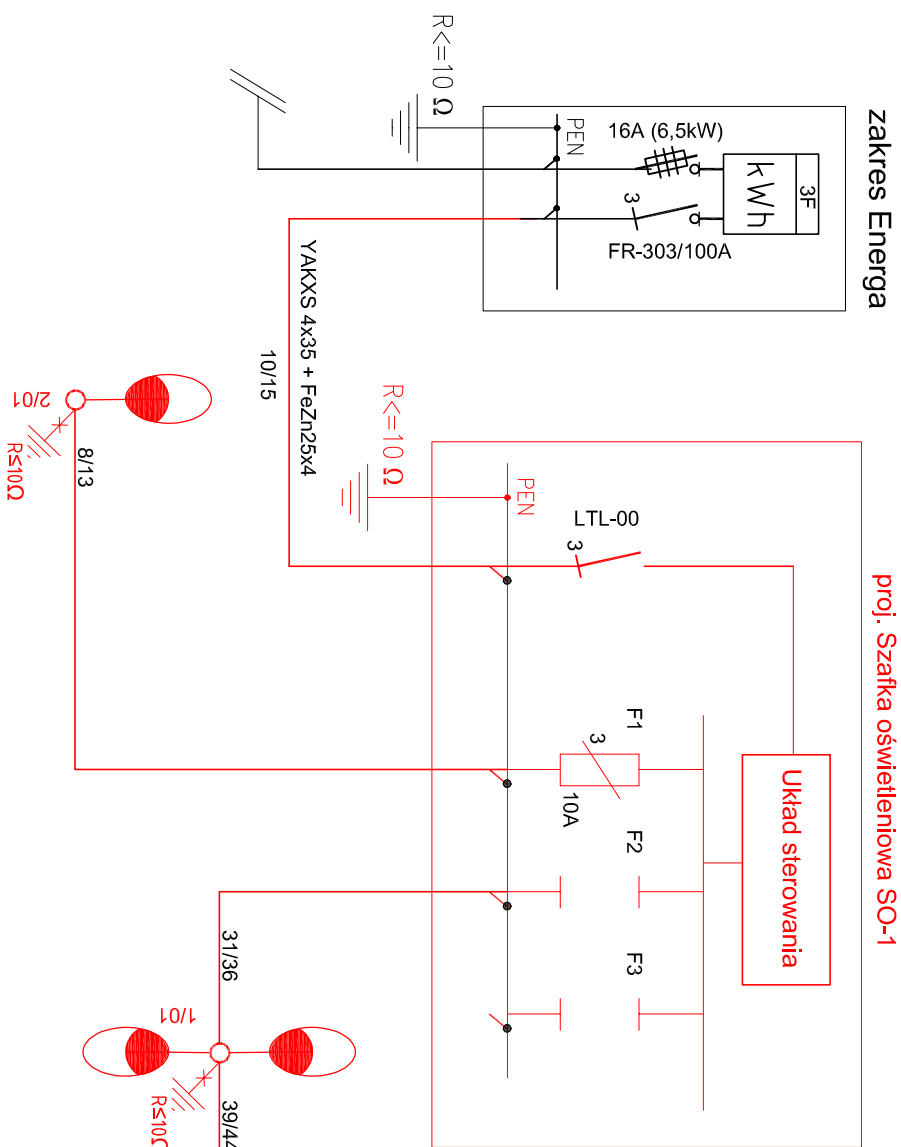 zakres Energa
3F
kWh
16A (6,5kW)
3
FR-303/100A
PEN
R<=10 Ω
YAKXS 4x35 + FeZn25x4
10/15
proj. Szafka oświetleniowa SO-1
Układ sterowania
LTL-00
3
PEN
R<=10 Ω
F1
3
10A
F2
F3
2/01
R≤10Ω
8/13
31/36
1/01
R≤10Ω
39/44